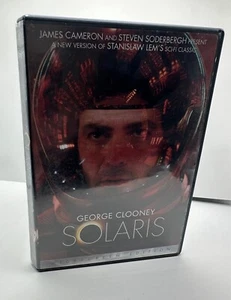 JAMES CAMERON AND STEVEN SODERBERGH PRESENT
A NEW VERSION OF STANISLAW LEM'S SCI-FI CLASSIC
GEORGE CLOONEY
SOLARIS